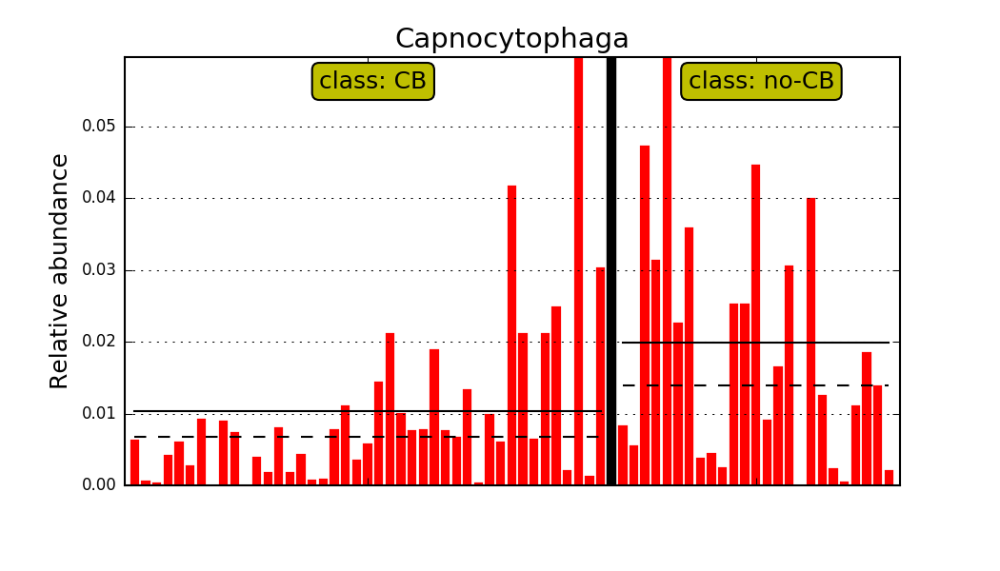 Capnocytophaga
class: CB
class: no-CB
Relative abundance
0.05
0.04
0.03
0.02
0.01
0.00